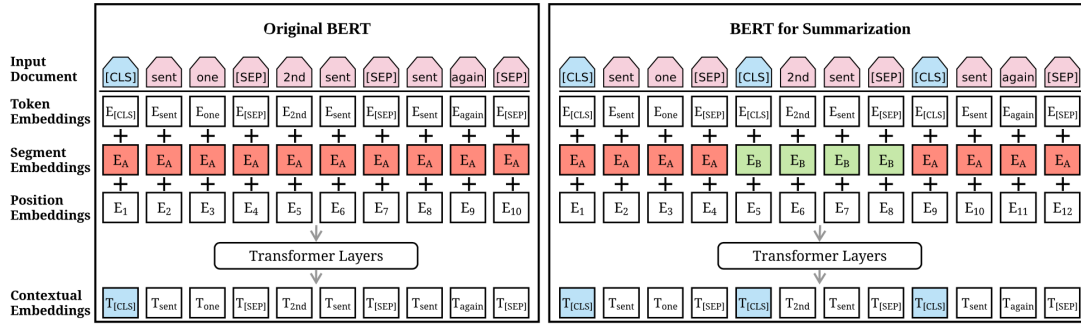 Original BERT
BERT for Summarization
Input Document
[CLS] sent one [SEP] 2nd sent [SEP] sent again [SEP]
[CLS] sent one [SEP] [CLS] 2nd sent [SEP] [CLS] sent again [SEP]
Token Embeddings
E[CLS] Esent Eone E[SEP] E2nd Esent E[SEP] Esent Eagain E[SEP]
E[CLS] Esent Eone E[SEP] E[CLS] E2nd Esent E[SEP] E[CLS] Esent Eagain E[SEP]
+ + + + + + + + + +
+ + + + + + + + + + + +
Segment Embeddings
EA EA EA EA EA EA EA EA EA EA
EA EA EA EA EB EB EB EB EA EA EA EA
+ + + + + + + + + +
+ + + + + + + + + + + +
Position Embeddings
E1 E2 E3 E4 E5 E6 E7 E8 E9 E10
E1 E2 E3 E4 E5 E6 E7 E8 E9 E10 E11 E12
Transformer Layers
Transformer Layers
Contextual Embeddings
T[CLS] Tsent Tone T[SEP] T2nd Tsent T[SEP] Tsent Tagain T[SEP]
T[CLS] Tsent Tone T[SEP] T[CLS] T2nd Tsent T[SEP] T[CLS] Tsent Tagain T[SEP]